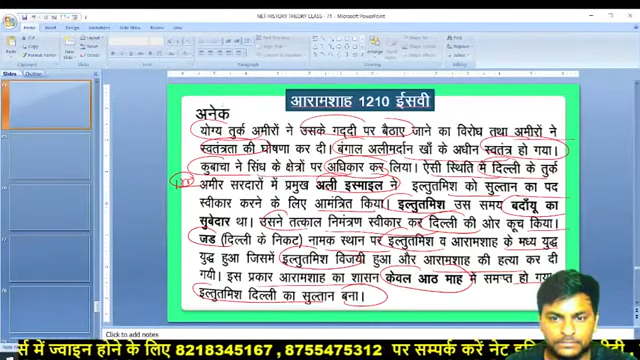 NET HISTORY THEORY CLASS - 71 - Microsoft PowerPoint
Slides
Outline
आरामशाह 1210 ईसवी
अनेक
योग्य तुर्क अमीरों ने उसके गद्दी पर बैठाए जाने का विरोध तथा अमीरों ने
स्वतंत्रता की घोषणा कर दी। बंगाल अलीमर्दान खाँ के अधीन स्वतंत्र हो गया।
कुबाचा ने सिंध के क्षेत्रों पर अधिकार कर लिया। ऐसी स्थिति में दिल्ली के तुर्क
अमीर सरदारों में प्रमुख अली इस्माइल ने इल्तुतमिश को सुल्तान का पद
स्वीकार करने के लिए आमंत्रित किया। इल्तुतमिश उस समय बदाँयू का
सुबेदार था। उसने तत्काल निमंत्रण स्वीकार कर दिल्ली की ओर कूच किया।
जड (दिल्ली के निकट) नामक स्थान पर इल्तुतमिश व आरामशाह के मध्य युद्ध
युद्ध हुआ जिसमें इल्तुतमिश विजयी हुआ और आरामशाह की हत्या कर दी
गयी। इस प्रकार आरामशाह का शासन केवल आठ माह में समाप्त हो गया
इल्तुतमिश दिल्ली का सुल्तान बना।
Click to add notes
र्स में ज्वाइन होने के लिए 8218345167, 8755475312 पर सम्पर्क करें नेट